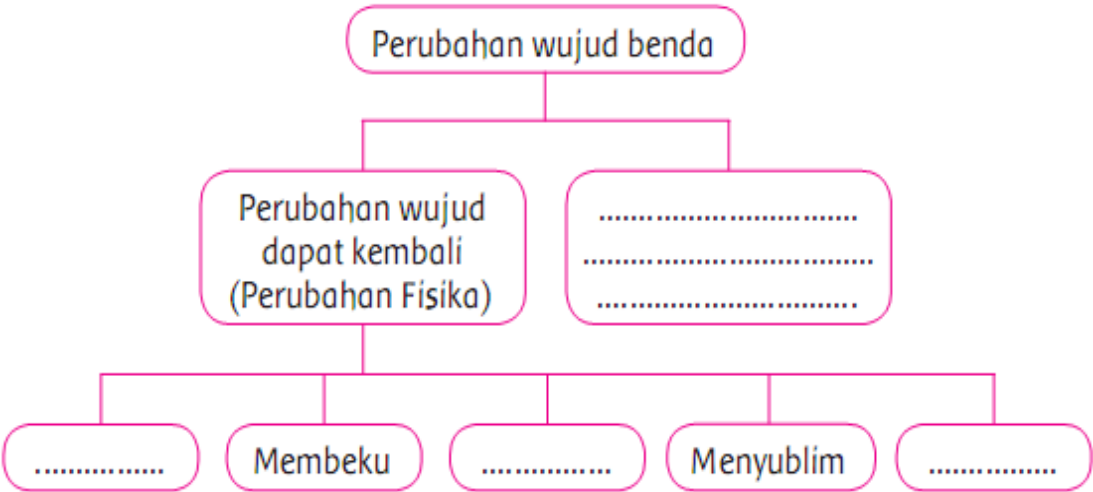 Perubahan wujud benda
Perubahan wujud
dapat kembali
(Perubahan Fisika)
................................
....................................
................................
................
Membeku
................
Menyublim
................